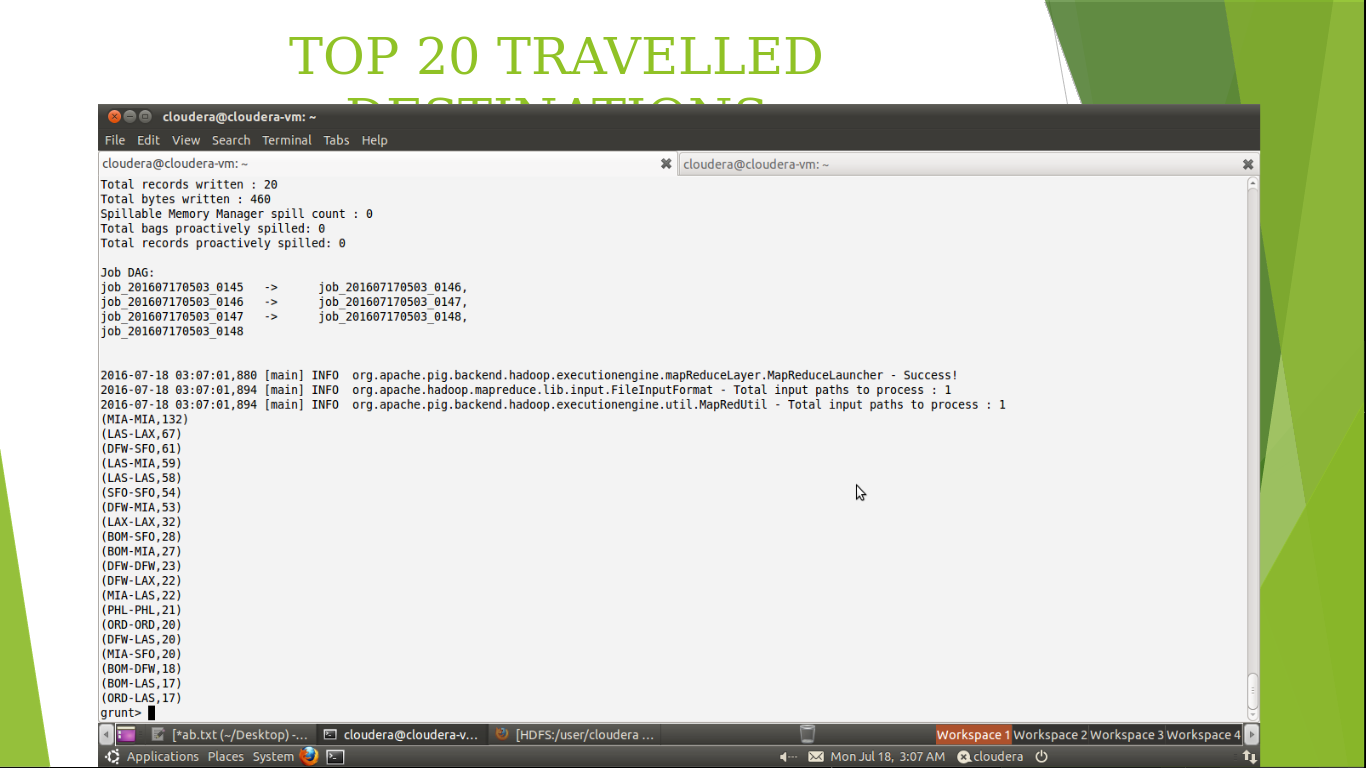 TOP 20 TRAVELLED
DESTINATIONS
cloudera@cloudera-vm: ~
File Edit View Search Terminal Tabs Help
cloudera@cloudera-vm: ~ cloudera@cloudera-vm: ~
Total records written : 20
Total bytes written : 460
Spillable Memory Manager spill count : 0
Total bags proactively spilled: 0
Total records proactively spilled: 0
Job DAG:
job_201607170503_0145 -> job_201607170503_0146,
job_201607170503_0146 -> job_201607170503_0147,
job_201607170503_0147 -> job_201607170503_0148,
job_201607170503_0148
2016-07-18 03:07:01,880 [main] INFO org.apache.pig.backend.hadoop.executionengine.mapReduceLayer.MapReduceLauncher - Success!
2016-07-18 03:07:01,894 [main] INFO org.apache.hadoop.mapreduce.lib.input.FileInputFormat - Total input paths to process : 1
2016-07-18 03:07:01,894 [main] INFO org.apache.pig.backend.hadoop.executionengine.util.MapRedUtil - Total input paths to process : 1
(MIA-MIA,132)
(LAS-LAX,67)
(DFW-SFO,61)
(LAS-MIA,59)
(LAS-LAS,58)
(SFO-SFO,54)
(DFW-MIA,53)
(LAX-LAX,32)
(BOM-SFO,28)
(BOM-MIA,27)
(DFW-DFW,23)
(DFW-LAX,22)
(MIA-LAS,22)
(PHL-PHL,21)
(ORD-ORD,20)
(DFW-LAS,20)
(MIA-SFO,20)
(BOM-DFW,18)
(BOM-LAS,17)
(ORD-LAS,17)
grunt>
[*ab.txt (~/Desktop) -... cloudera@cloudera-v... [HDFS:/user/cloudera ... Workspace 1 Workspace 2 Workspace 3 Workspace 4
Applications Places System Mon Jul 18, 3:07 AM cloudera